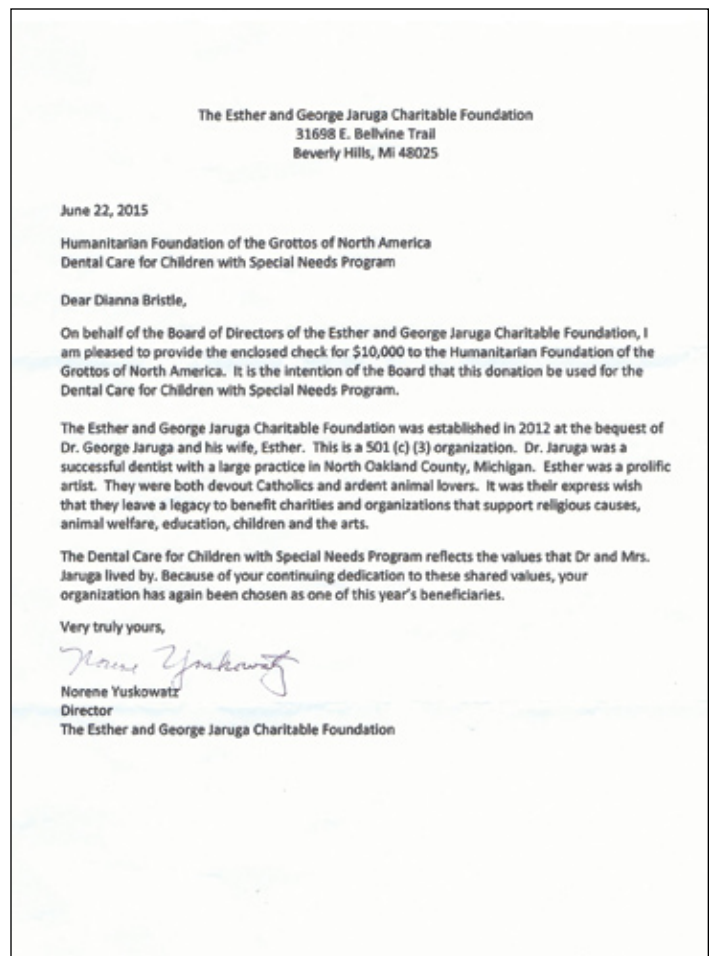 The Esther and George Jaruga Charitable Foundation
31698 E. Bellvine Trail
Beverly Hills, Mi 48025
June 22, 2015
Humanitarian Foundation of the Grottos of North America
Dental Care for Children with Special Needs Program
Dear Dianna Bristle,
On behalf of the Board of Directors of the Esther and George Jaruga Charitable Foundation, I
am pleased to provide the enclosed check for $10,000 to the Humanitarian Foundation of the
Grottos of North America. It is the intention of the Board that this donation be used for the
Dental Care for Children with Special Needs Program.
The Esther and George Jaruga Charitable Foundation was established in 2012 at the bequest of
Dr. George Jaruga and his wife, Esther. This is a 501 (c) (3) organization. Dr. Jaruga was a
successful dentist with a large practice in North Oakland County, Michigan. Esther was a prolific
artist. They were both devout Catholics and ardent animal lovers. It was their express wish
that they leave a legacy to benefit charities and organizations that support religious causes,
animal welfare, education, children and the arts.
The Dental Care for Children with Special Needs Program reflects the values that Dr and Mrs.
Jaruga lived by. Because of your continuing dedication to these shared values, your
organization has again been chosen as one of this year's beneficiaries.
Very truly yours,
Norene Yuskowatz
Norene Yuskowatz
Director
The Esther and George Jaruga Charitable Foundation